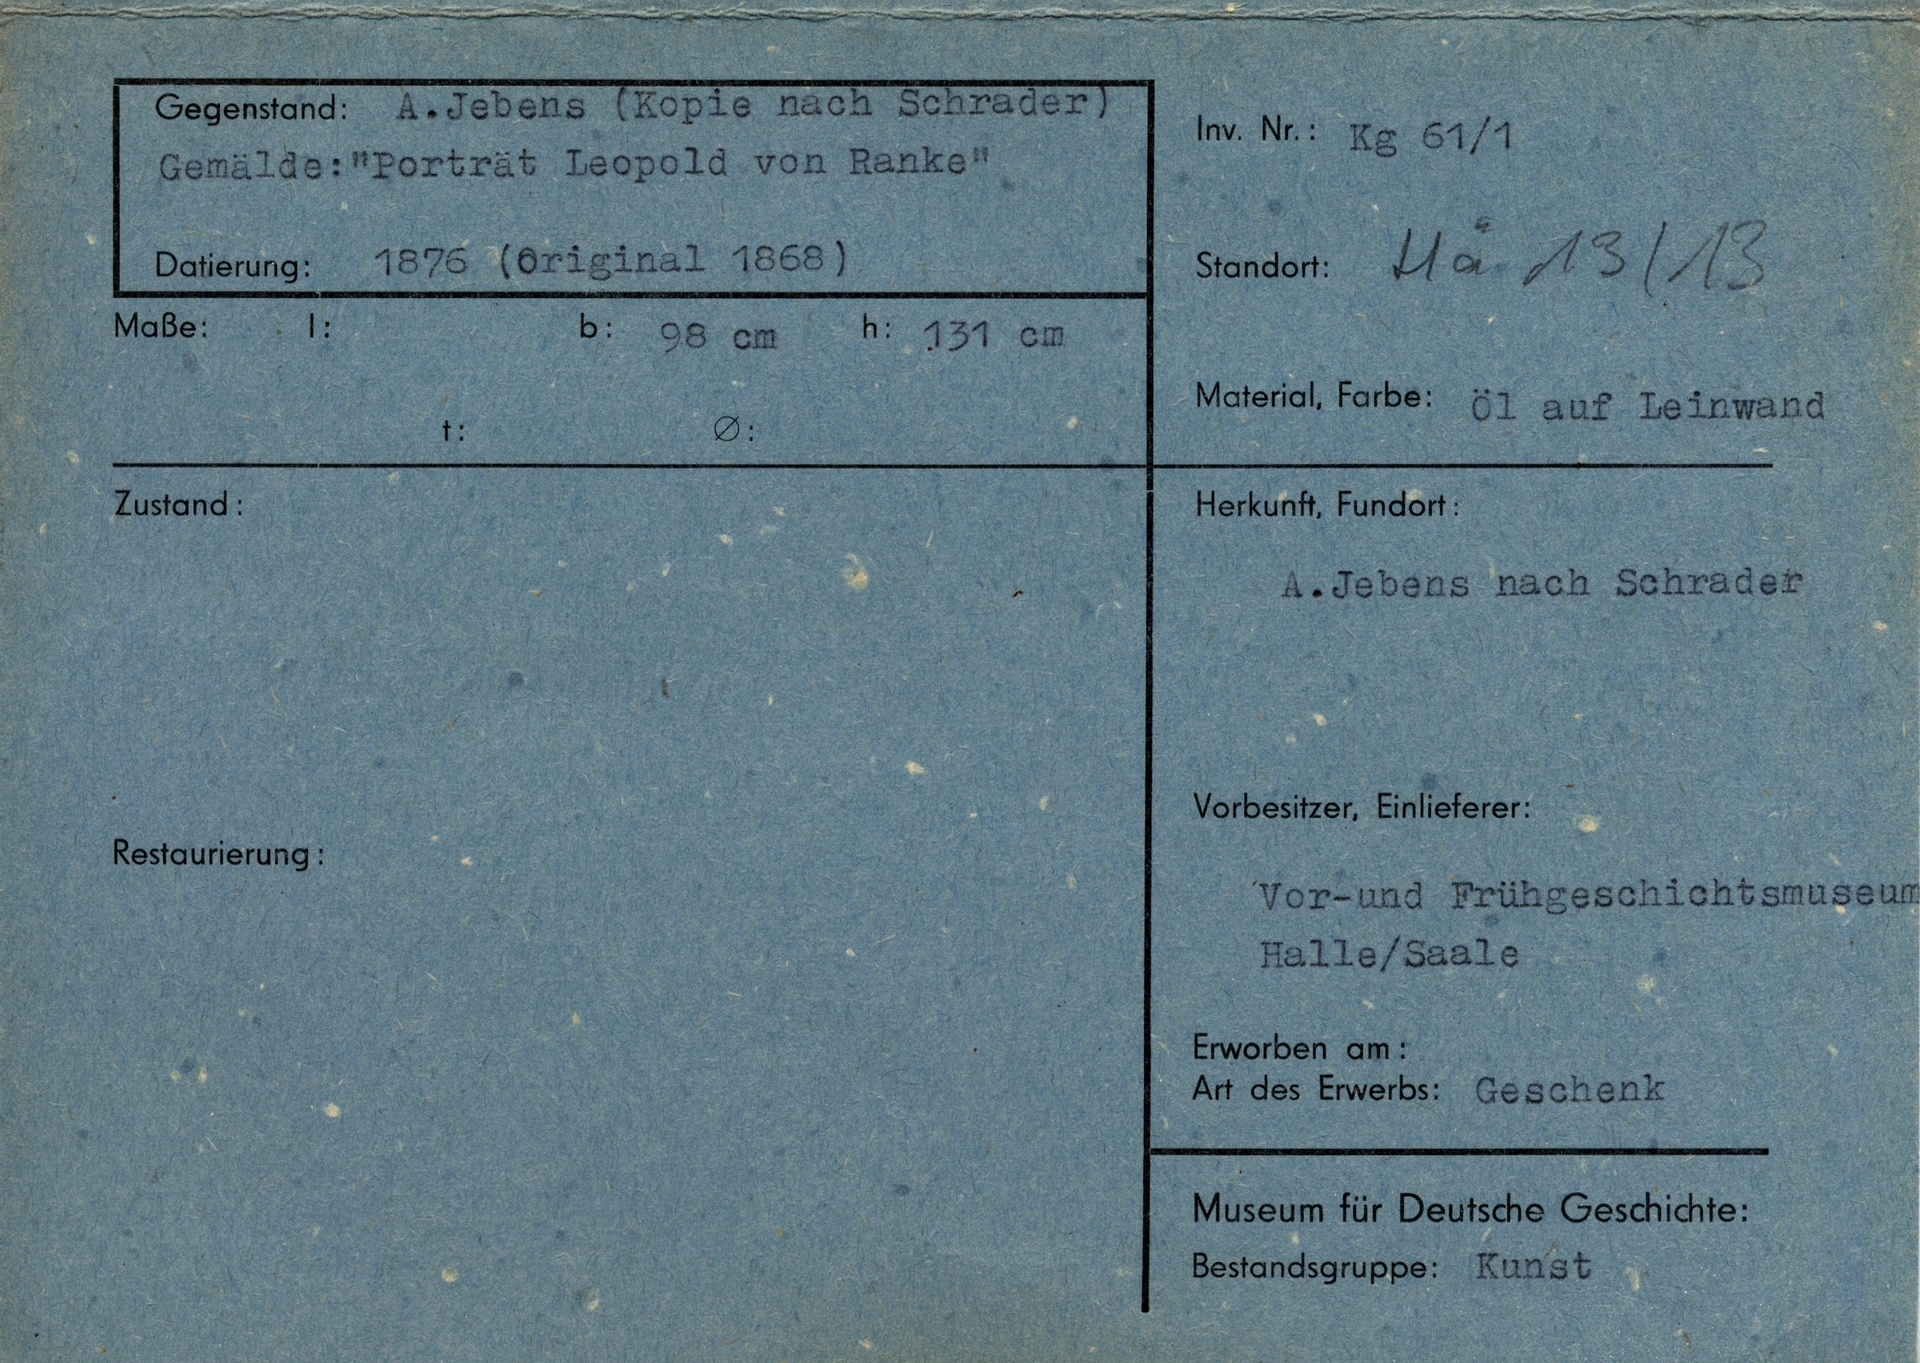 Gegenstand: A.Jebens (Kopie nach Schrader)
Gemälde:"Porträt Leopold von Ranke"
Datierung: 1876 (Original 1868)
Maße: l: b: 98 cm h: 131 cm
t: Ø:
Zustand:
Restaurierung:
Inv. Nr.: Kg 61/1
Standort: 13/13
Material, Farbe: Öl auf Leinwand
Herkunft, Fundort:
A.Jebens nach Schrader
Vorbesitzer, Einlieferer:
Vor-und Frühgeschichtsmuseum
Halle/Saale
Erworben am:
Art des Erwerbs: Geschenk
Museum für Deutsche Geschichte:
Bestandsgruppe: Kunst